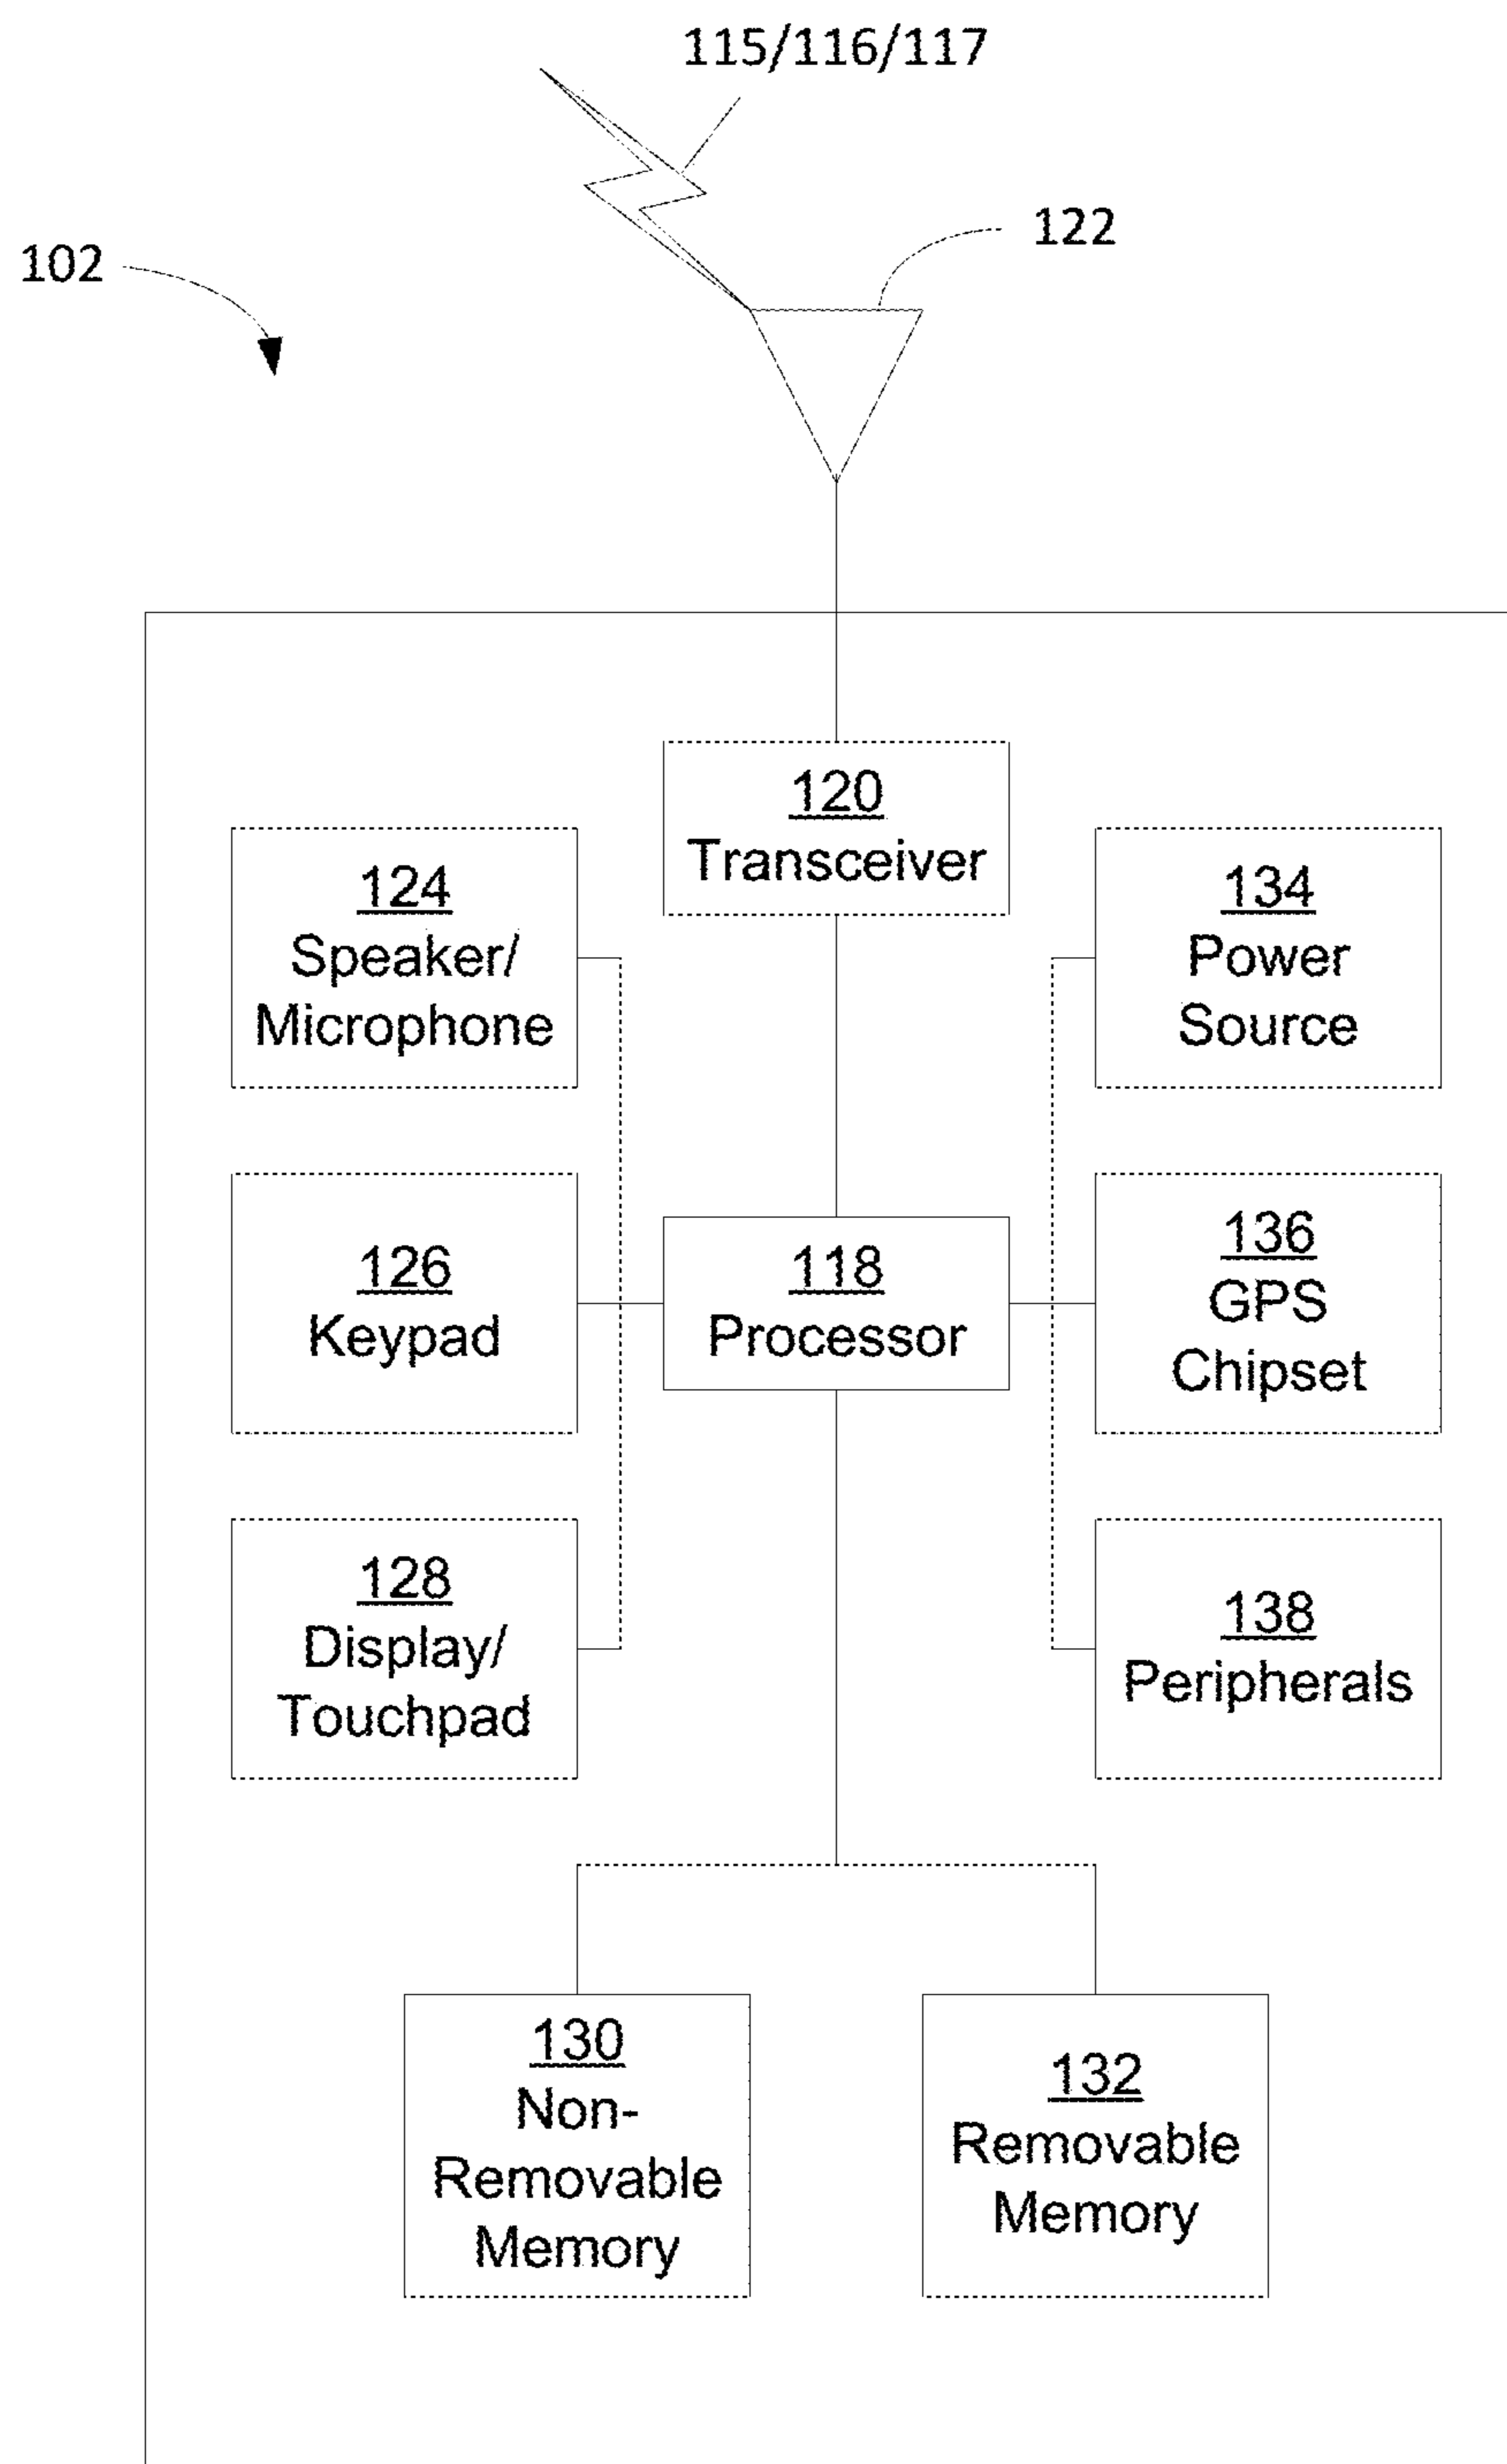 115/116/117
122
102
120
Transceiver
124
Speaker/
Microphone
134
Power
Source
126
Keypad
118
Processor
136
GPS
Chipset
128
Display/
Touchpad
138
Peripherals
130
Non-
Removable
Memory
132
Removable
Memory